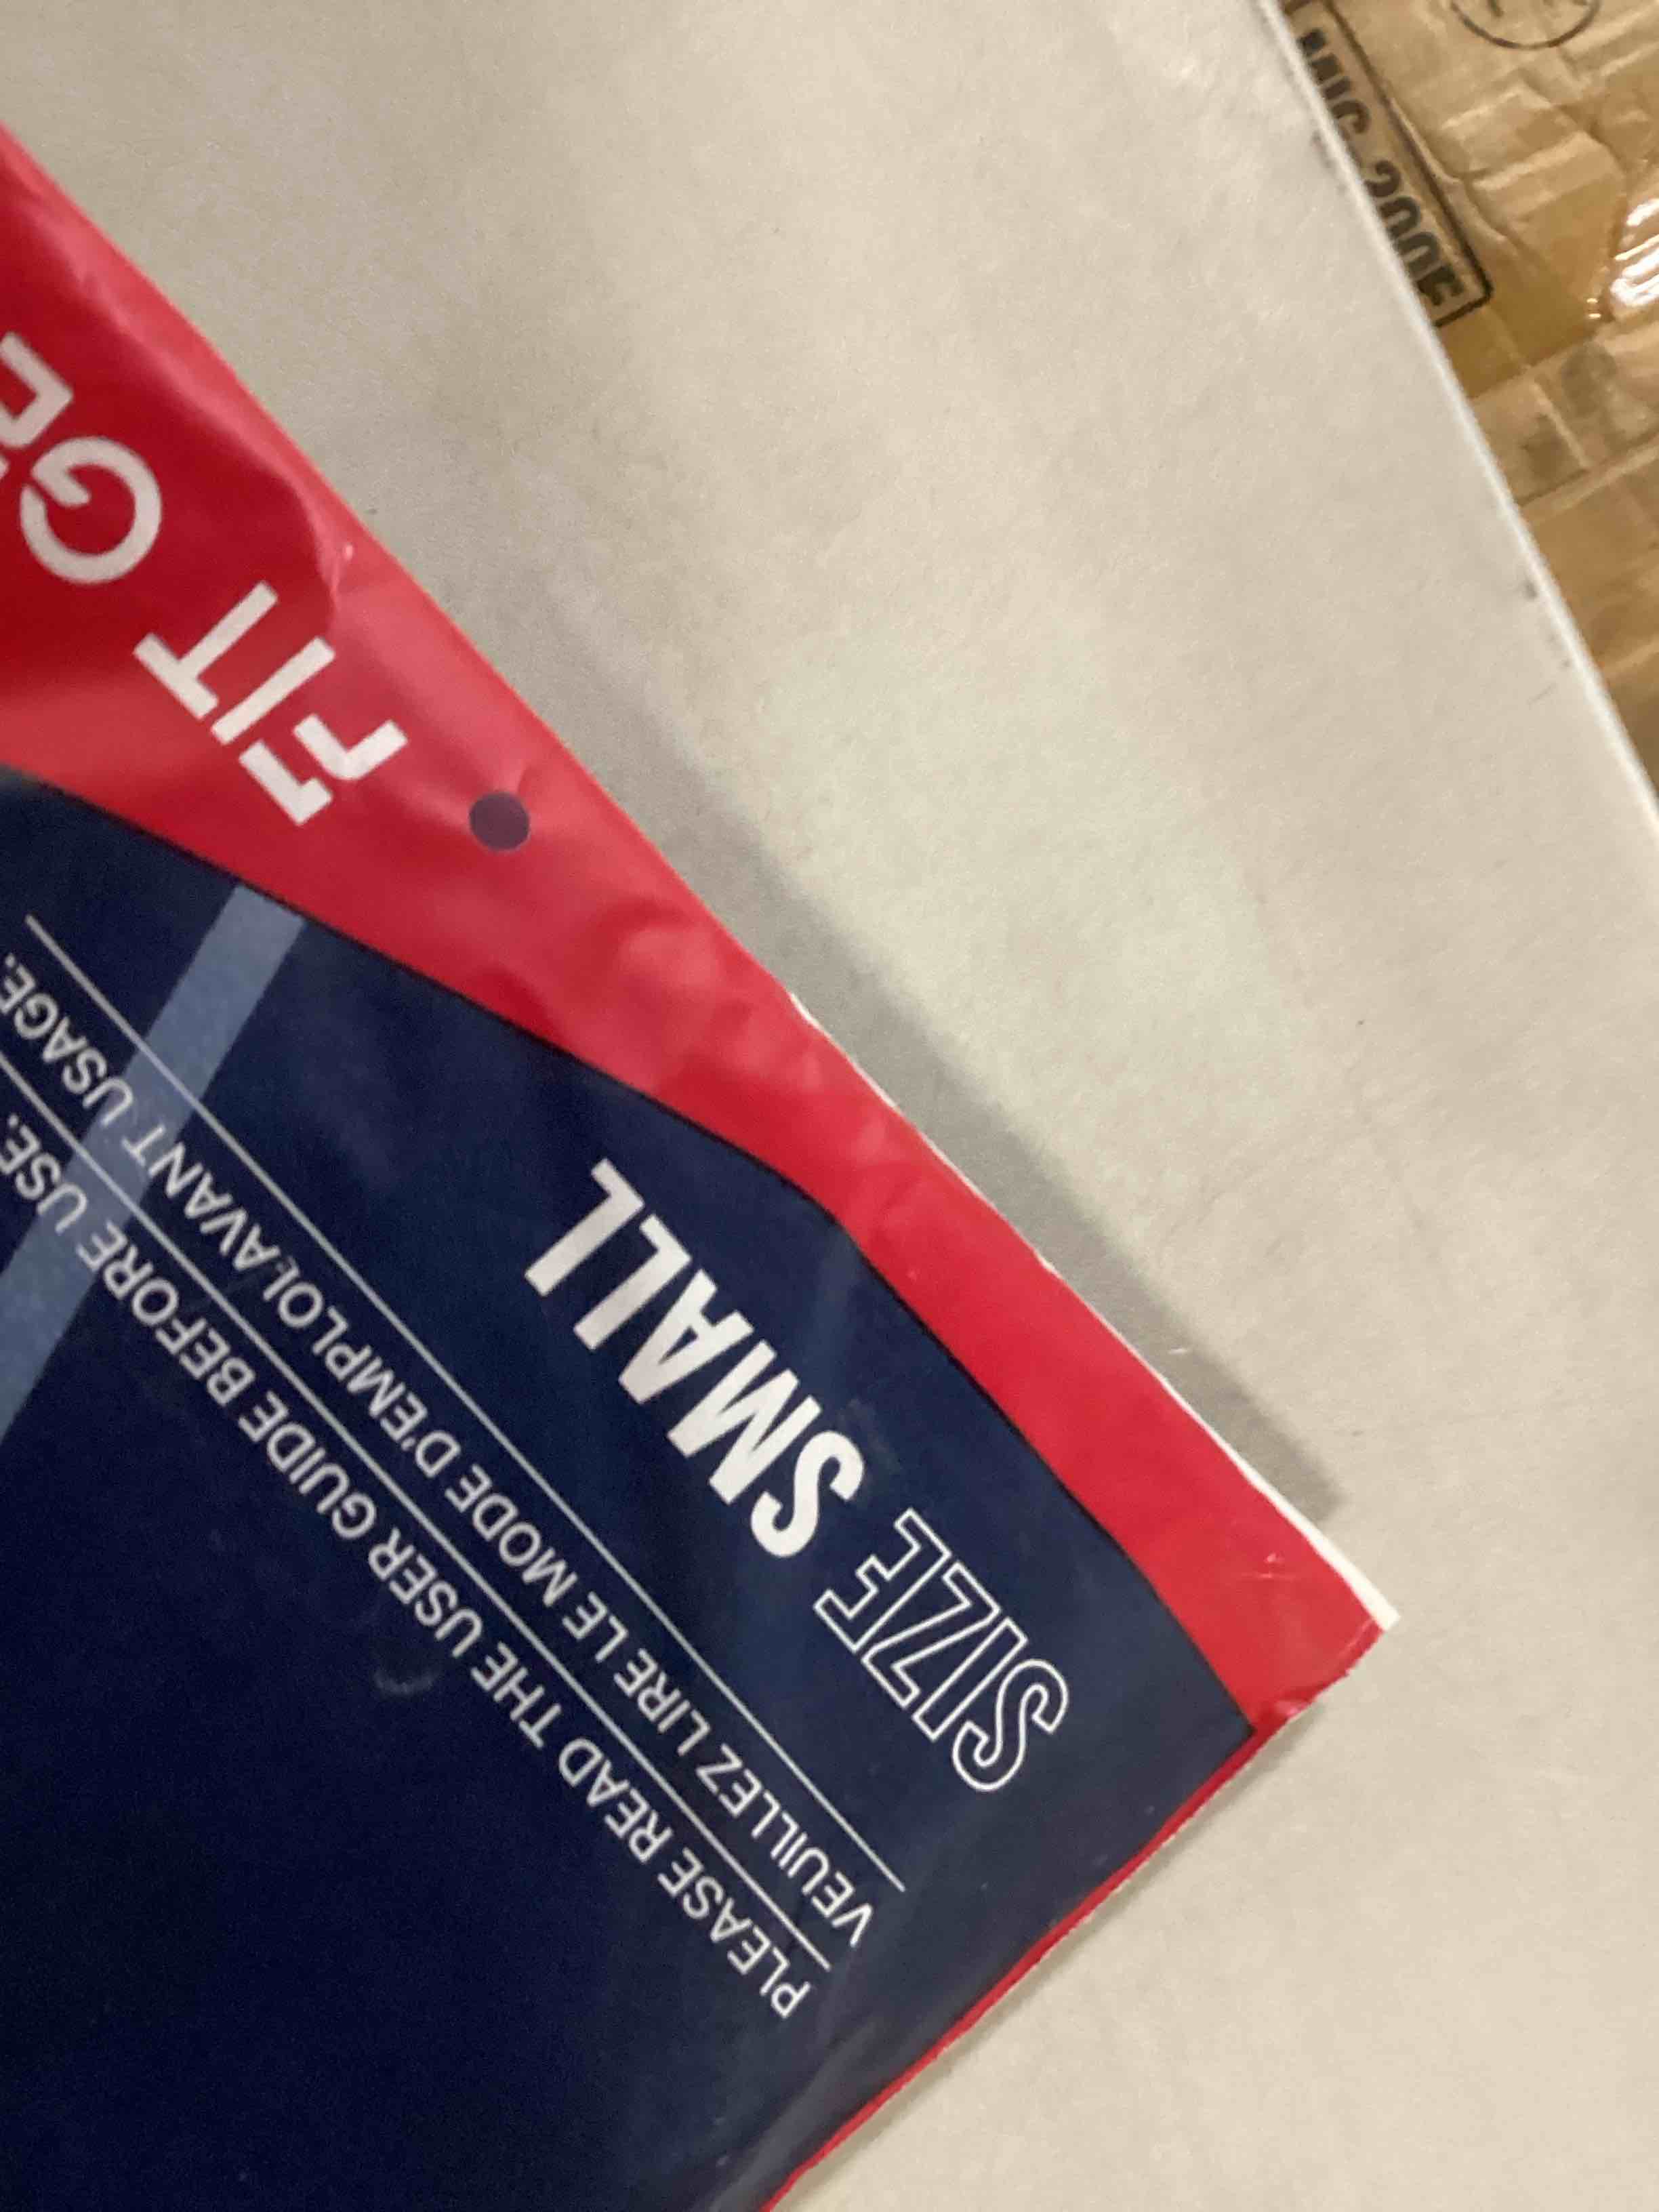 FIT
SIZE SMALL
VEUILLEZ LIRE LE MODE D'EMPLOI AVANT USAGE.
PLEASE READ THE USER GUIDE BEFORE USE.